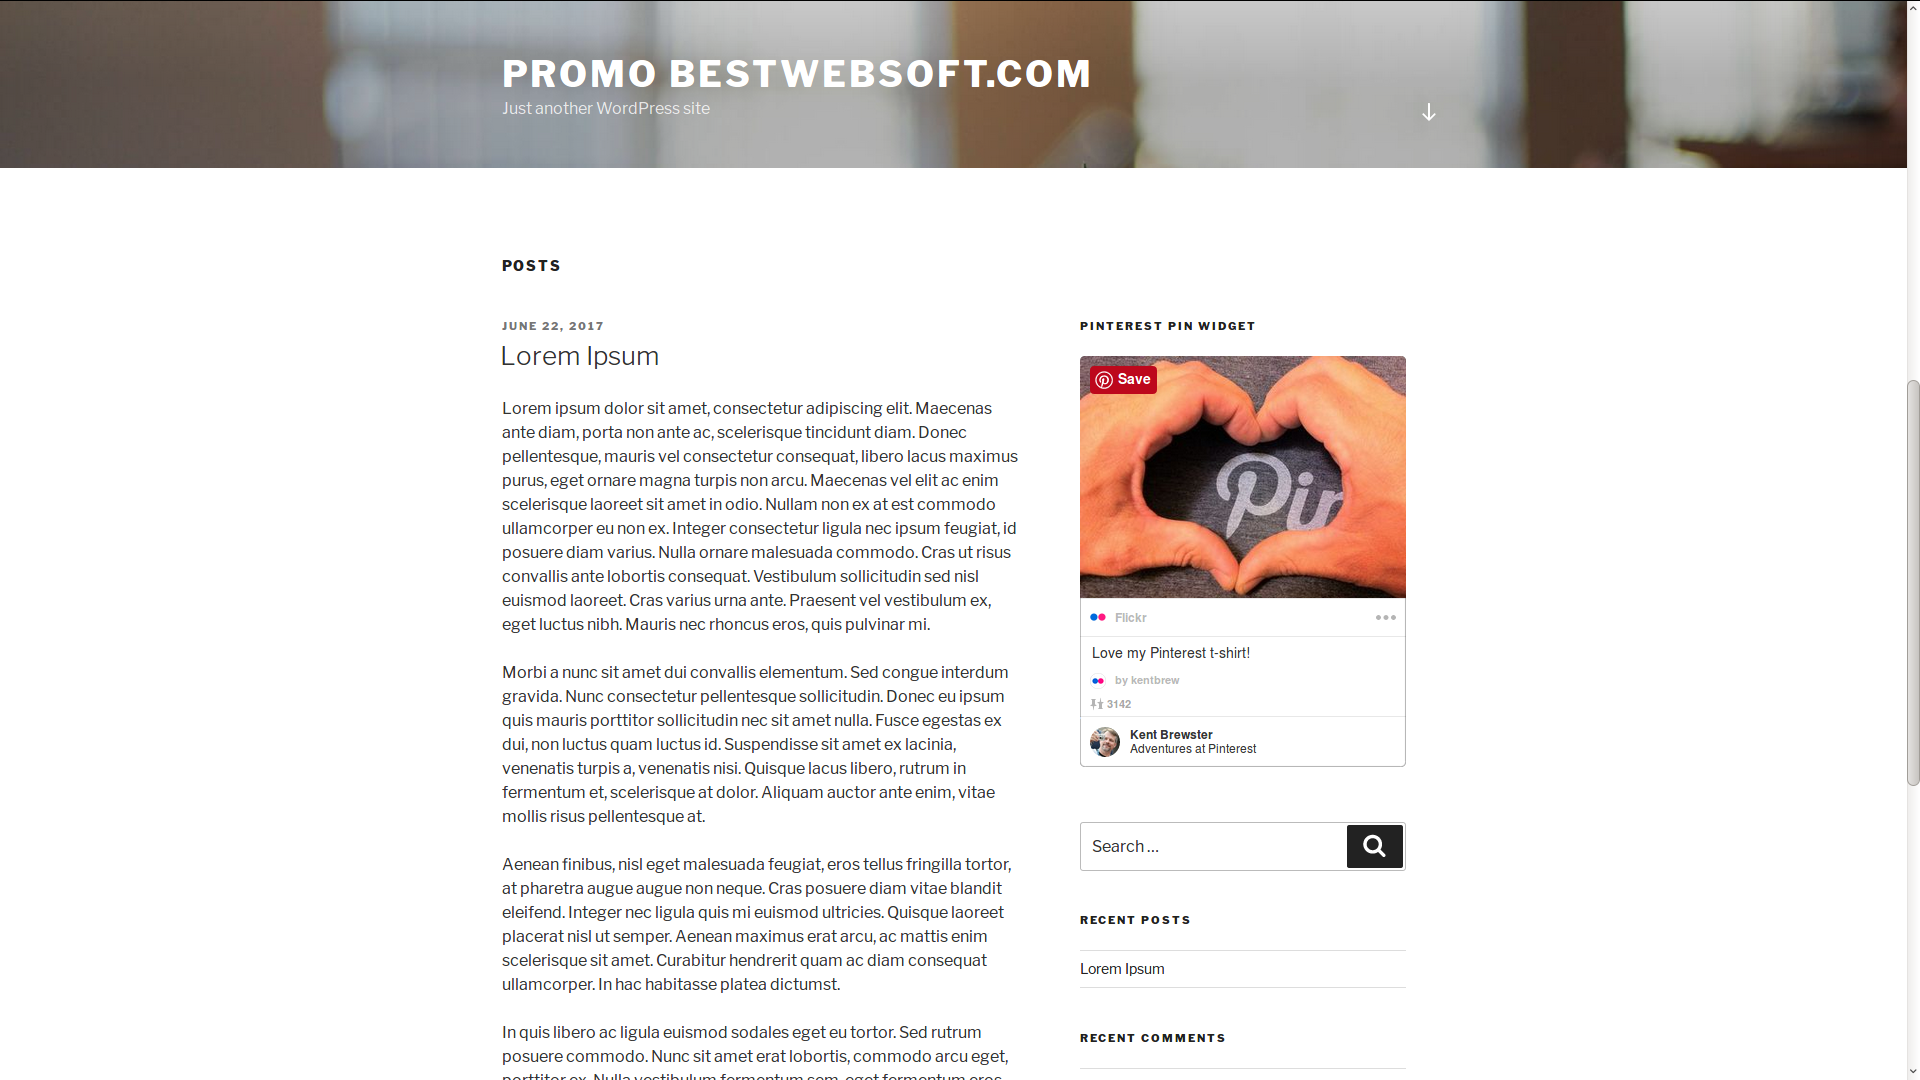 PROMO BESTWEBSOFT.COM
Just another WordPress site
POSTS
JUNE 22, 2017
Lorem Ipsum
Lorem ipsum dolor sit amet, consectetur adipiscing elit. Maecenas
ante diam, porta non ante ac, scelerisque tincidunt diam. Donec
pellentesque, mauris vel consectetur consequat, libero lacus maximus
purus, eget ornare magna turpis non arcu. Maecenas vel elit ac enim
scelerisque laoreet sit amet in odio. Nullam non ex at est commodo
ullamcorper eu non ex. Integer consectetur ligula nec ipsum feugiat, id
posuere diam varius. Nulla ornare malesuada commodo. Cras ut risus
convallis ante lobortis consequat. Vestibulum sollicitudin sed nisl
euismod laoreet. Cras varius urna ante. Praesent vel vestibulum ex,
eget luctus nibh. Mauris nec rhoncus eros, quis pulvinar mi.
Morbi a nunc sit amet dui convallis elementum. Sed congue interdum
gravida. Nunc consectetur pellentesque sollicitudin. Donec eu ipsum
quis mauris porttitor sollicitudin nec sit amet nulla. Fusce egestas ex
dui, non luctus quam luctus id. Suspendisse sit amet ex lacinia,
venenatis turpis a, venenatis nisi. Quisque lacus libero, rutrum in
fermentum et, scelerisque at dolor. Aliquam auctor ante enim, vitae
mollis risus pellentesque at.
Aenean finibus, nisl eget malesuada feugiat, eros tellus fringilla tortor,
at pharetra augue augue non neque. Cras posuere diam vitae blandit
eleifend. Integer nec ligula quis mi euismod ultricies. Quisque laoreet
placerat nisl ut semper. Aenean maximus erat arcu, ac mattis enim
scelerisque sit amet. Curabitur hendrerit quam ac diam consequat
ullamcorper. In hac habitasse platea dictumst.
In quis libero ac ligula euismod sodales eget eu tortor. Sed rutrum
posuere commodo. Nunc sit amet erat lobortis, commodo arcu eget,
porttitor ex. Nulla vestibulum fermentum sem, eget fermentum eros
PINTEREST PIN WIDGET
Save
Pin
Flickr
Love my Pinterest t-shirt!
by kentbrew
3142
Kent Brewster
Adventures at Pinterest
Search …
RECENT POSTS
Lorem Ipsum
RECENT COMMENTS